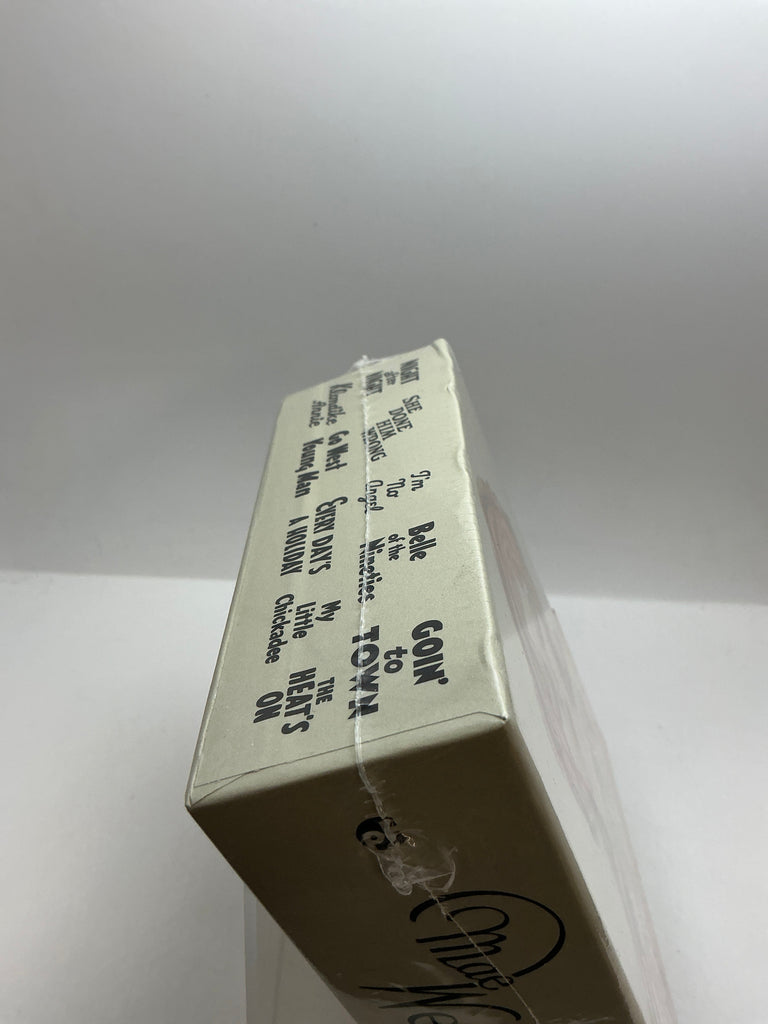 NIGHT
after
NIGHT
SHE
DONE
HIM
WRONG
I'm
No
Angel
Belle
of the
Nineties
GOIN'
to
TOWN
Klondike
Annie
Go West
Young Man
EVERY DAY'S
A HOLIDAY
My
Little
Chickadee
THE
HEAT'S
ON
Mae
We